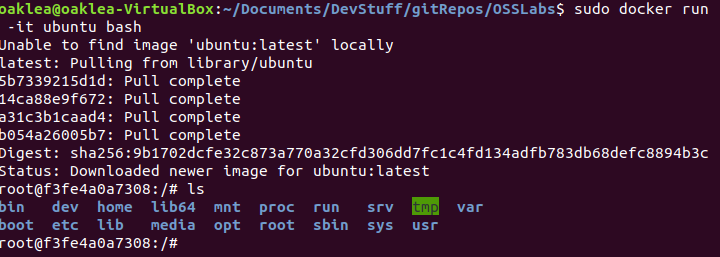 oaklea@oaklea-VirtualBox:~/Documents/DevStuff/gitRepos/OSSLabs$ sudo docker run
 -it ubuntu bash
Unable to find image 'ubuntu:latest' locally
latest: Pulling from library/ubuntu
5b7339215d1d: Pull complete
14ca88e9f672: Pull complete
a31c3b1caad4: Pull complete
b054a26005b7: Pull complete
Digest: sha256:9b1702dcfe32c873a770a32cfd306dd7fc1c4fd134adfb783db68defc8894b3c
Status: Downloaded newer image for ubuntu:latest
root@f3fe4a0a7308:/# ls
bin dev home lib64 mnt proc run srv tmp var
boot etc lib media opt root sbin sys usr
root@f3fe4a0a7308:/#